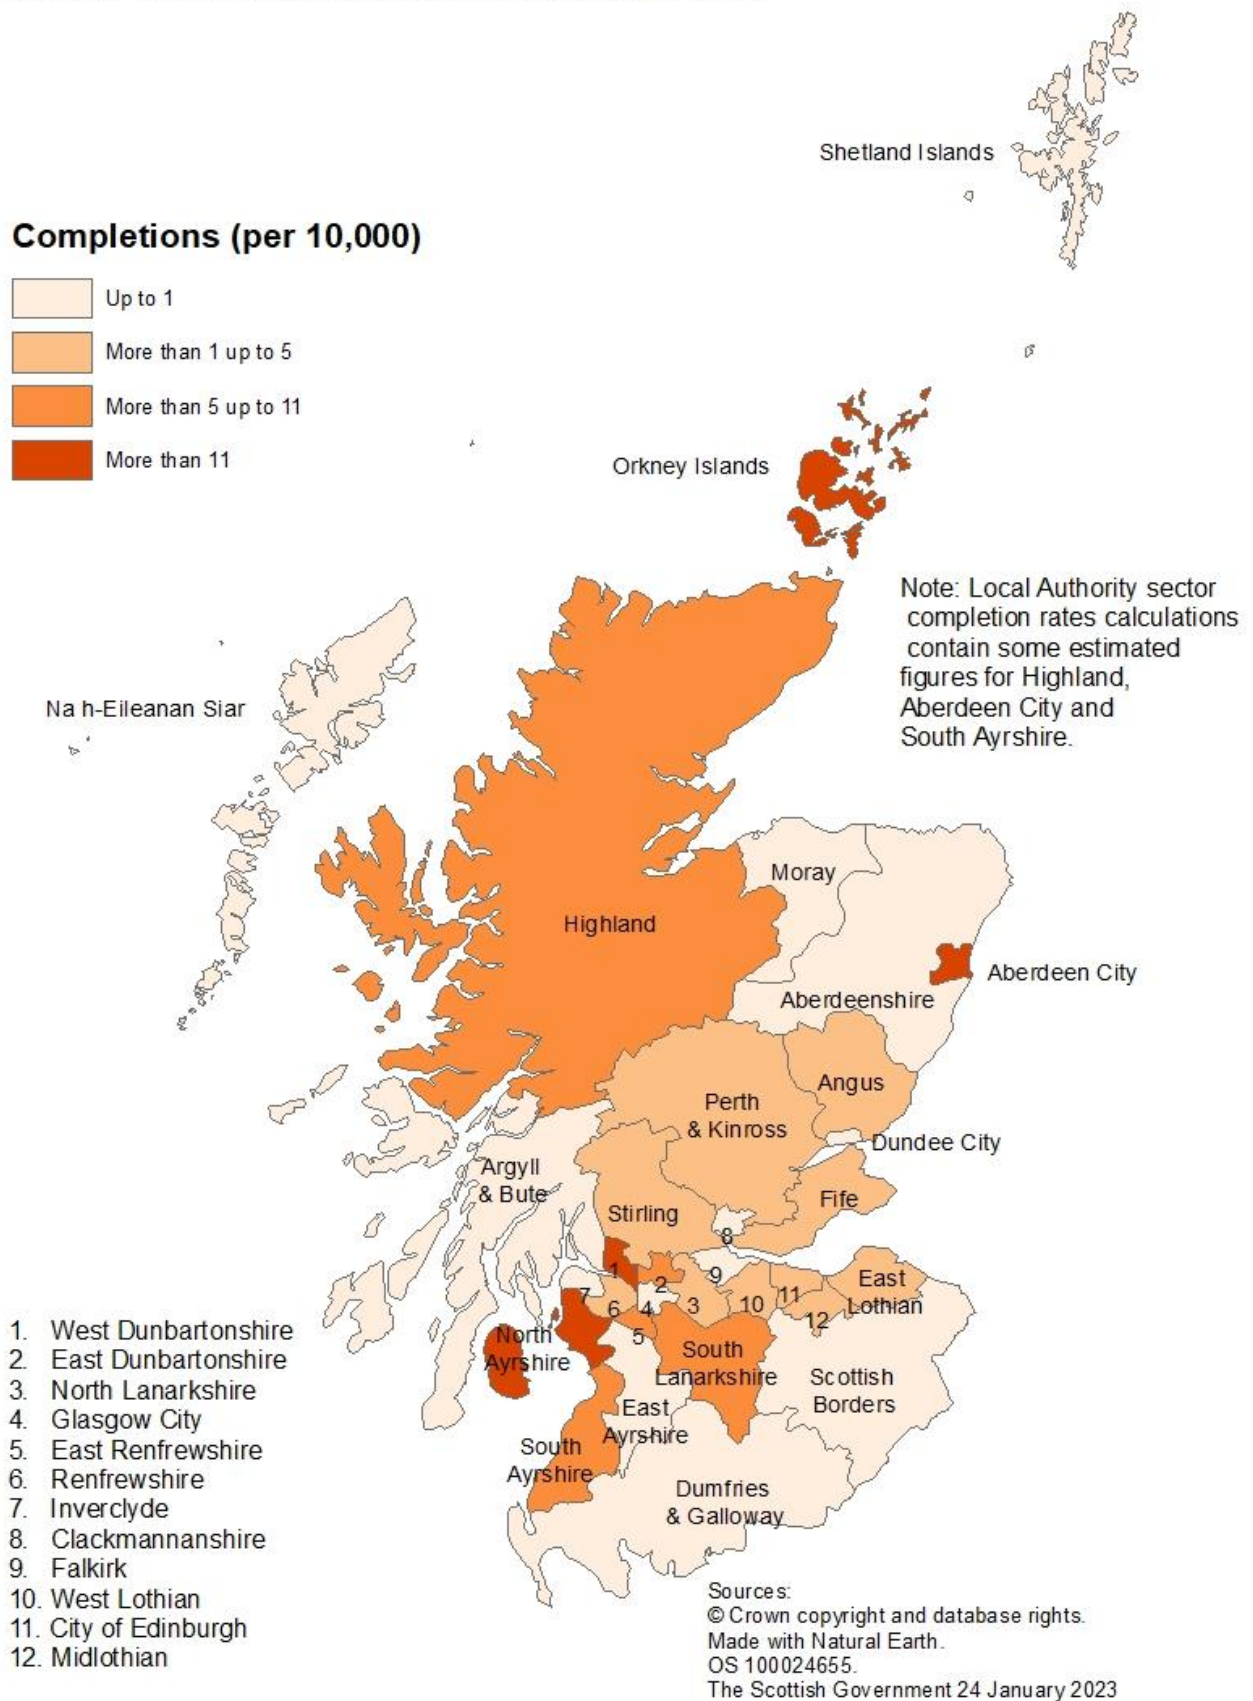 Shetland Islands
Completions (per 10,000)
Up to 1
More than 1 up to 5
More than 5 up to 11
More than 11
Orkney Islands
Note: Local Authority sector
completion rates calculations
contain some estimated
figures for Highland,
Aberdeen City and
South Ayrshire.
Na h-Eileanan Siar
Moray
Highland
Aberdeen City
Aberdeenshire
Angus
Perth
& Kinross
Dundee City
Argyll
& Bute
Fife
Stirling
8
1
2
9
7
6
4
3
10
11
12
5
East
Lothian
North
Ayrshire
South
Lanarkshire
Scottish
Borders
East
Ayrshire
South
Ayrshire
Dumfries
& Galloway
1. West Dunbartonshire
2. East Dunbartonshire
3. North Lanarkshire
4. Glasgow City
5. East Renfrewshire
6. Renfrewshire
7. Inverclyde
8. Clackmannanshire
9. Falkirk
10. West Lothian
11. City of Edinburgh
12. Midlothian
Sources:
© Crown copyright and database rights.
Made with Natural Earth.
OS 100024655.
The Scottish Government 24 January 2023